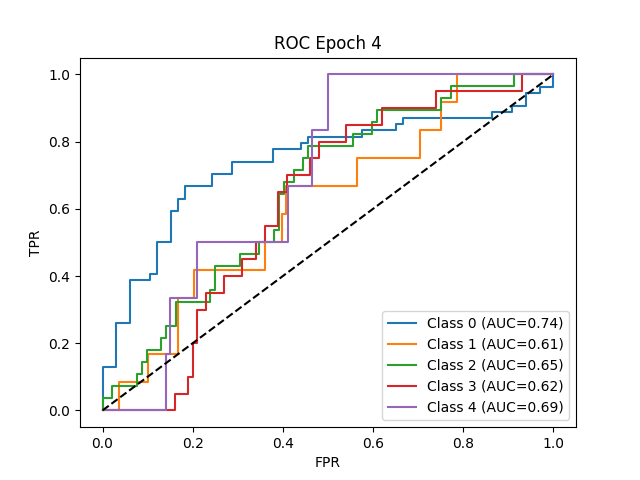 ROC Epoch 4
TPR
1.0
0.8
0.6
0.4
0.2
0.0
Class 0 (AUC=0.74)
Class 1 (AUC=0.61)
Class 2 (AUC=0.65)
Class 3 (AUC=0.62)
Class 4 (AUC=0.69)
0.0 0.2 0.4 0.6 0.8 1.0
FPR